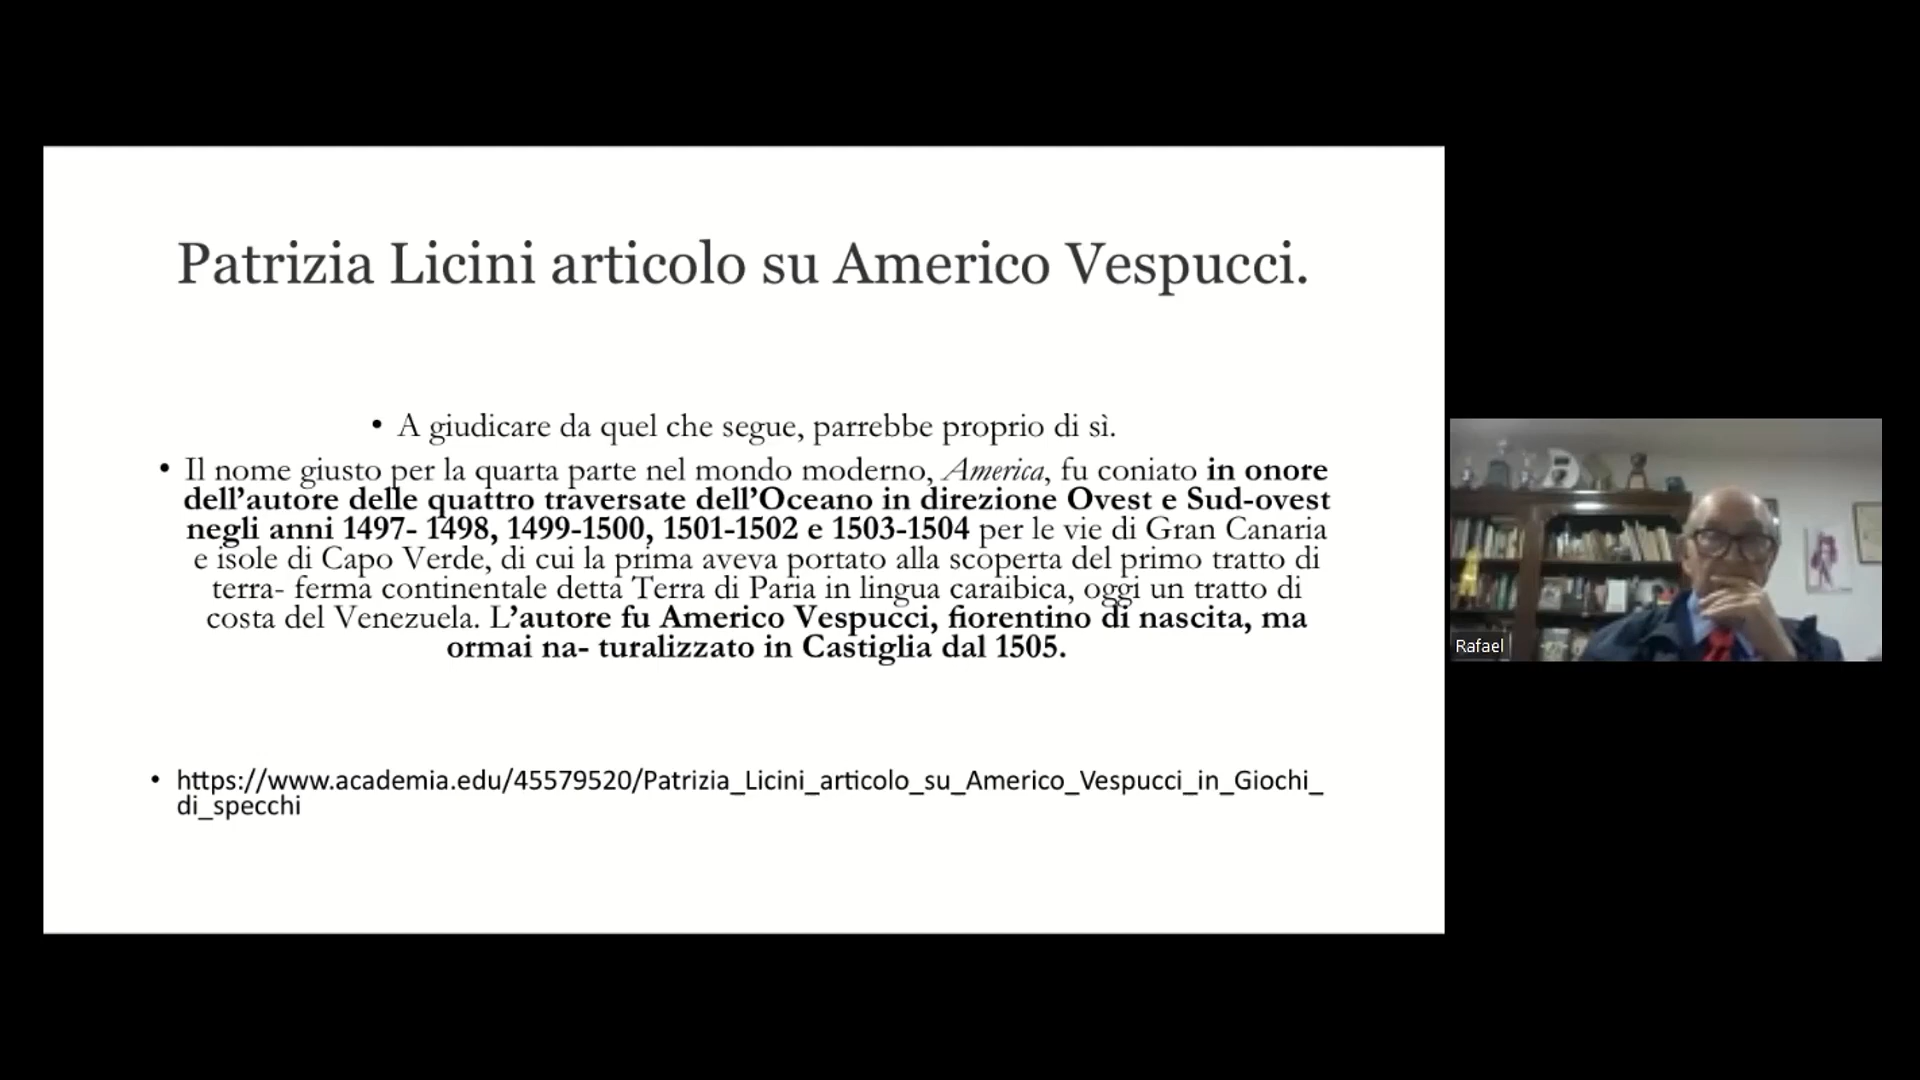 Patrizia Licini articolo su Americo Vespucci.
• A giudicare da quel che segue, parrebbe proprio di sì.
• Il nome giusto per la quarta parte nel mondo moderno, America, fu coniato in onore
dell’autore delle quattro traversate dell’Oceano in direzione Ovest e Sud-ovest
negli anni 1497- 1498, 1499-1500, 1501-1502 e 1503-1504 per le vie di Gran Canaria
e isole di Capo Verde, di cui la prima aveva portato alla scoperta del primo tratto di
terra- ferma continentale detta Terra di Paria in lingua caraibica, oggi un tratto di
costa del Venezuela. L’autore fu Americo Vespucci, fiorentino di nascita, ma
ormai na- turalizzato in Castiglia dal 1505.
• https://www.academia.edu/45579520/Patrizia_Licini_articolo_su_Americo_Vespucci_in_Giochi_
di_specchi
Rafael